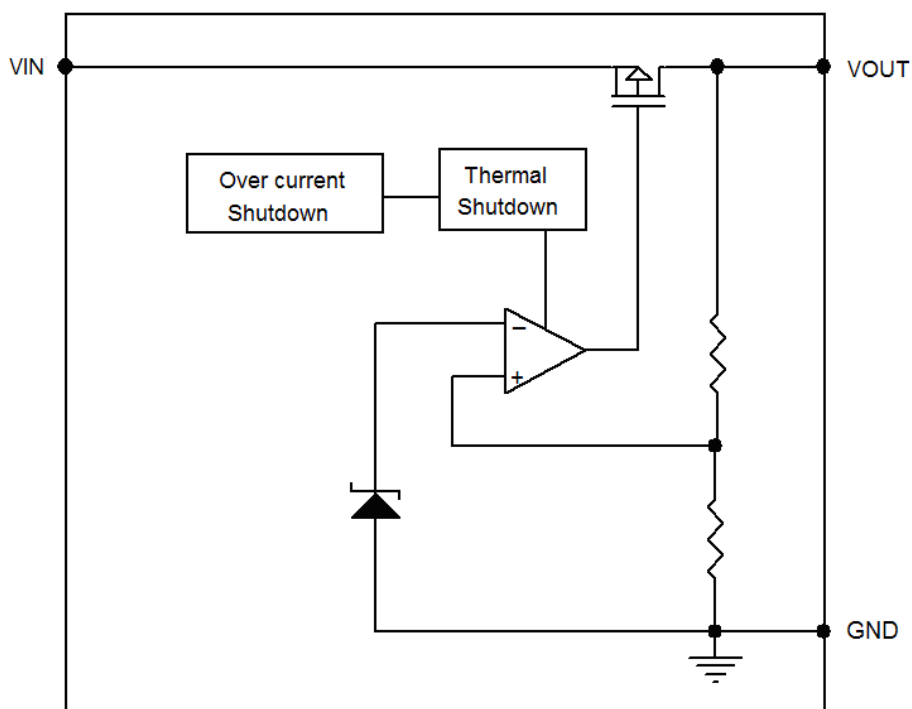 VIN
VOUT
Over current
Shutdown
Thermal
Shutdown
−
+
GND